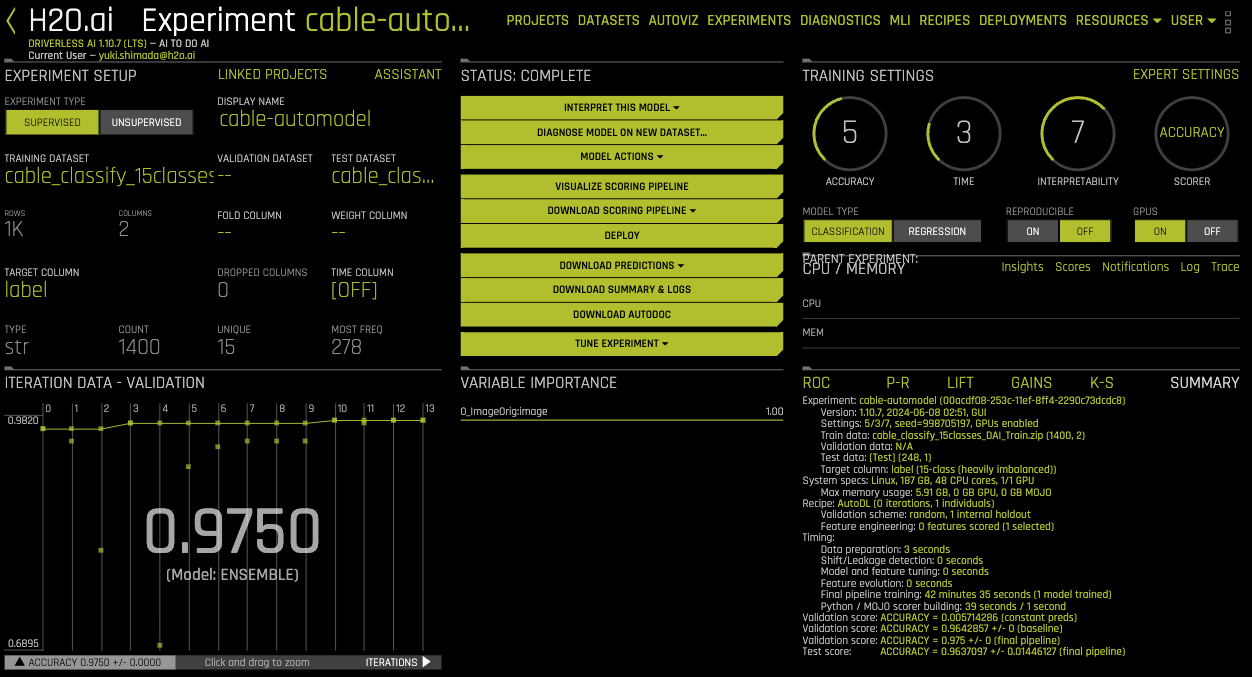 H2O.ai Experiment cable-auto...
PROJECTS DATASETS AUTOVIZ EXPERIMENTS DIAGNOSTICS MLI RECIPES DEPLOYMENTS RESOURCES USER
DRIVERLESS AI 1.10.7 (LTS) — AI TO DO AI
Current User — yuki.shimada@h2o.ai
EXPERIMENT SETUP LINKED PROJECTS ASSISTANT
EXPERIMENT TYPE DISPLAY NAME
SUPERVISED UNSUPERVISED cable-automodel
TRAINING DATASET VALIDATION DATASET TEST DATASET
cable_classify_15classes -- cable_clas...
ROWS COLUMNS FOLD COLUMN WEIGHT COLUMN
1K 2 -- --
TARGET COLUMN DROPPED COLUMNS TIME COLUMN
label 0 [OFF]
TYPE COUNT UNIQUE MOST FREQ
str 1400 15 278
STATUS: COMPLETE
INTERPRET THIS MODEL
DIAGNOSE MODEL ON NEW DATASET...
MODEL ACTIONS
VISUALIZE SCORING PIPELINE
DOWNLOAD SCORING PIPELINE
DEPLOY
DOWNLOAD PREDICTIONS
DOWNLOAD SUMMARY & LOGS
DOWNLOAD AUTODOC
TUNE EXPERIMENT
TRAINING SETTINGS EXPERT SETTINGS
5 3 7 ACCURACY
ACCURACY TIME INTERPRETABILITY SCORER
MODEL TYPE REPRODUCIBLE GPUS
CLASSIFICATION REGRESSION ON OFF ON OFF
PARENT EXPERIMENT:
CPU / MEMORY Insights Scores Notifications Log Trace
CPU
MEM
ITERATION DATA - VALIDATION
0 1 2 3 4 5 6 7 8 9 10 11 12 13
0.9820
0.9750
(Model: ENSEMBLE)
0.6895
ACCURACY 0.9750 +/- 0.0000 Click and drag to zoom ITERATIONS
VARIABLE IMPORTANCE
0_ImageOrig:image 1.00
ROC P-R LIFT GAINS K-S SUMMARY
Experiment: cable-automodel (00acdf08-253c-11ef-8ff4-2290c73dcdc8)
Version: 1.10.7, 2024-06-08 02:51, GUI
Settings: 5/3/7, seed=998705197, GPUs enabled
Train data: cable_classify_15classes_DAI_Train.zip (1400, 2)
Validation data: N/A
Test data: [Test] (248, 1)
Target column: label (15-class (heavily imbalanced))
System specs: Linux, 187 GB, 48 CPU cores, 1/1 GPU
Max memory usage: 5.91 GB, 0 GB GPU, 0 GB MOJO
Recipe: AutoDL (0 iterations, 1 individuals)
Validation scheme: random, 1 internal holdout
Feature engineering: 0 features scored (1 selected)
Timing:
Data preparation: 3 seconds
Shift/Leakage detection: 0 seconds
Model and feature tuning: 0 seconds
Feature evolution: 0 seconds
Final pipeline training: 42 minutes 35 seconds (1 model trained)
Python / MOJO scorer building: 39 seconds / 1 second
Validation score: ACCURACY = 0.005714286 (constant preds)
Validation score: ACCURACY = 0.9642857 +/- 0 (baseline)
Validation score: ACCURACY = 0.975 +/- 0 (final pipeline)
Test score: ACCURACY = 0.9637097 +/- 0.01446127 (final pipeline)